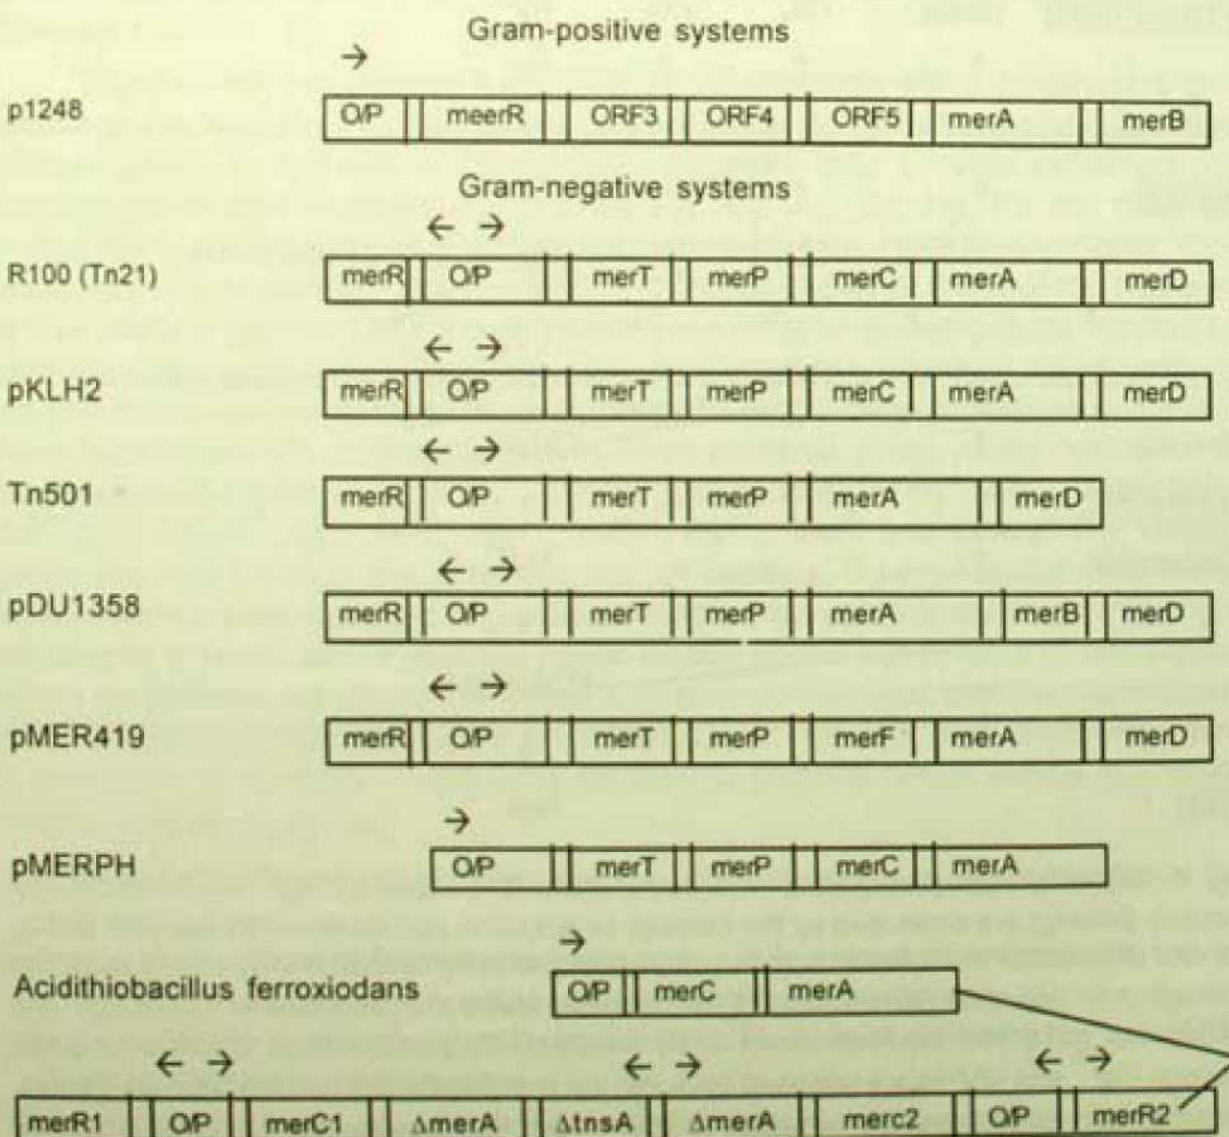 Gram-positive systems
→
p1248 O/P meerR ORF3 ORF4 ORF5 merA merB
Gram-negative systems
← →
R100 (Tn21) merR O/P merT merP merC merA merD
← →
pKLH2 merR O/P merT merP merC merA merD
← →
Tn501 merR O/P merT merP merA merD
← →
pDU1358 merR O/P merT merP merA merB merD
← →
pMER419 merR O/P merT merP merF merA merD
→
pMERPH O/P merT merP merC merA
→
Acidithiobacillus ferroxiodans O/P merC merA
← → ← → ← →
merR1 O/P merC1 ΔmerA ΔtnsA ΔmerA merc2 O/P merR2